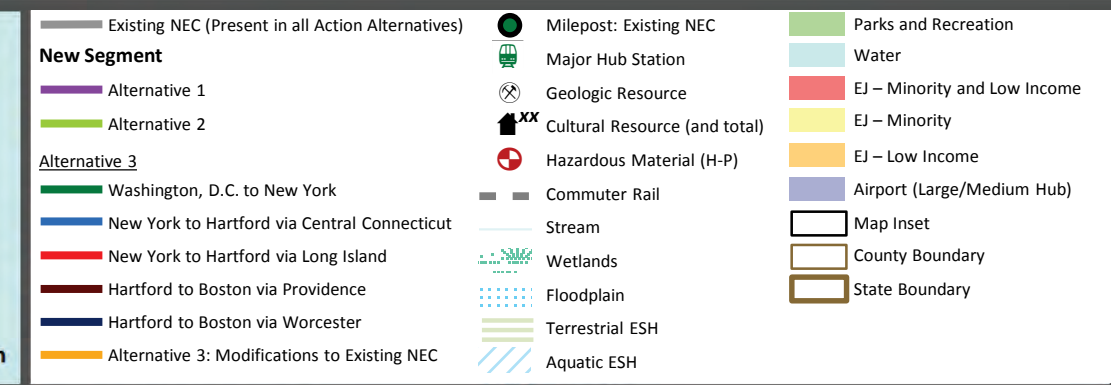 Existing NEC (Present in all Action Alternatives)
New Segment
Alternative 1
Alternative 2
Alternative 3
Washington, D.C. to New York
New York to Hartford via Central Connecticut
New York to Hartford via Long Island
Hartford to Boston via Providence
Hartford to Boston via Worcester
Alternative 3: Modifications to Existing NEC
Milepost: Existing NEC
Major Hub Station
Geologic Resource
xx Cultural Resource (and total)
Hazardous Material (H-P)
Commuter Rail
Stream
Wetlands
Floodplain
Terrestrial ESH
Aquatic ESH
Parks and Recreation
Water
EJ – Minority and Low Income
EJ – Minority
EJ – Low Income
Airport (Large/Medium Hub)
Map Inset
County Boundary
State Boundary